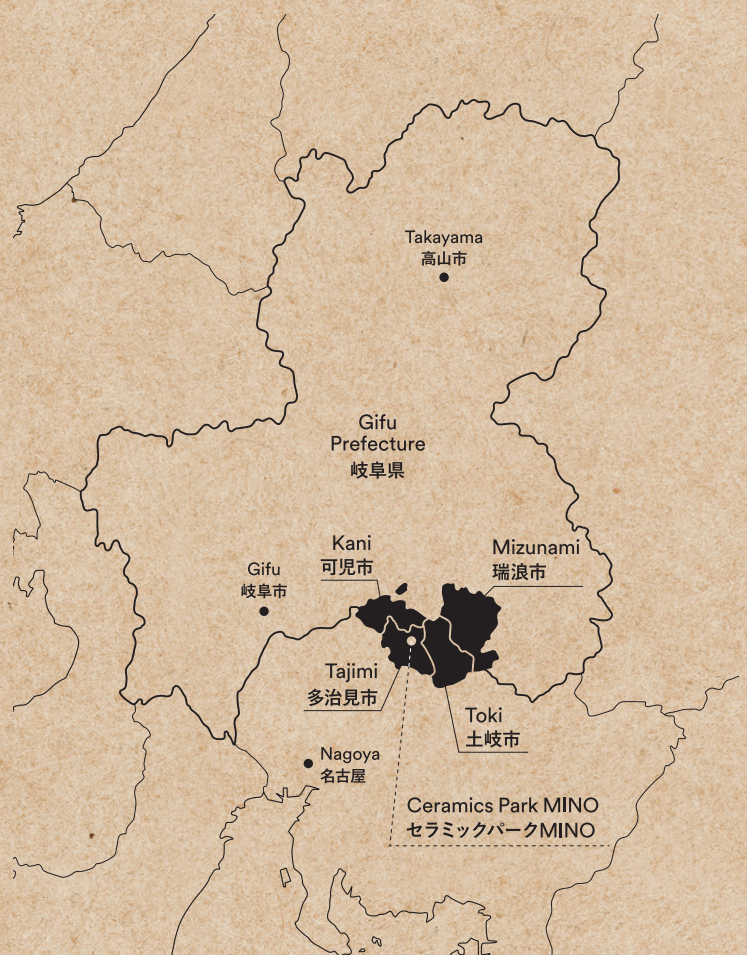 Takayama
高山市
Gifu
Prefecture
岐阜県
Kani
可児市
Mizunami
瑞浪市
Gifu
岐阜市
Tajimi
多治見市
Toki
土岐市
Nagoya
名古屋
Ceramics Park MINO
セラミックパークMINO